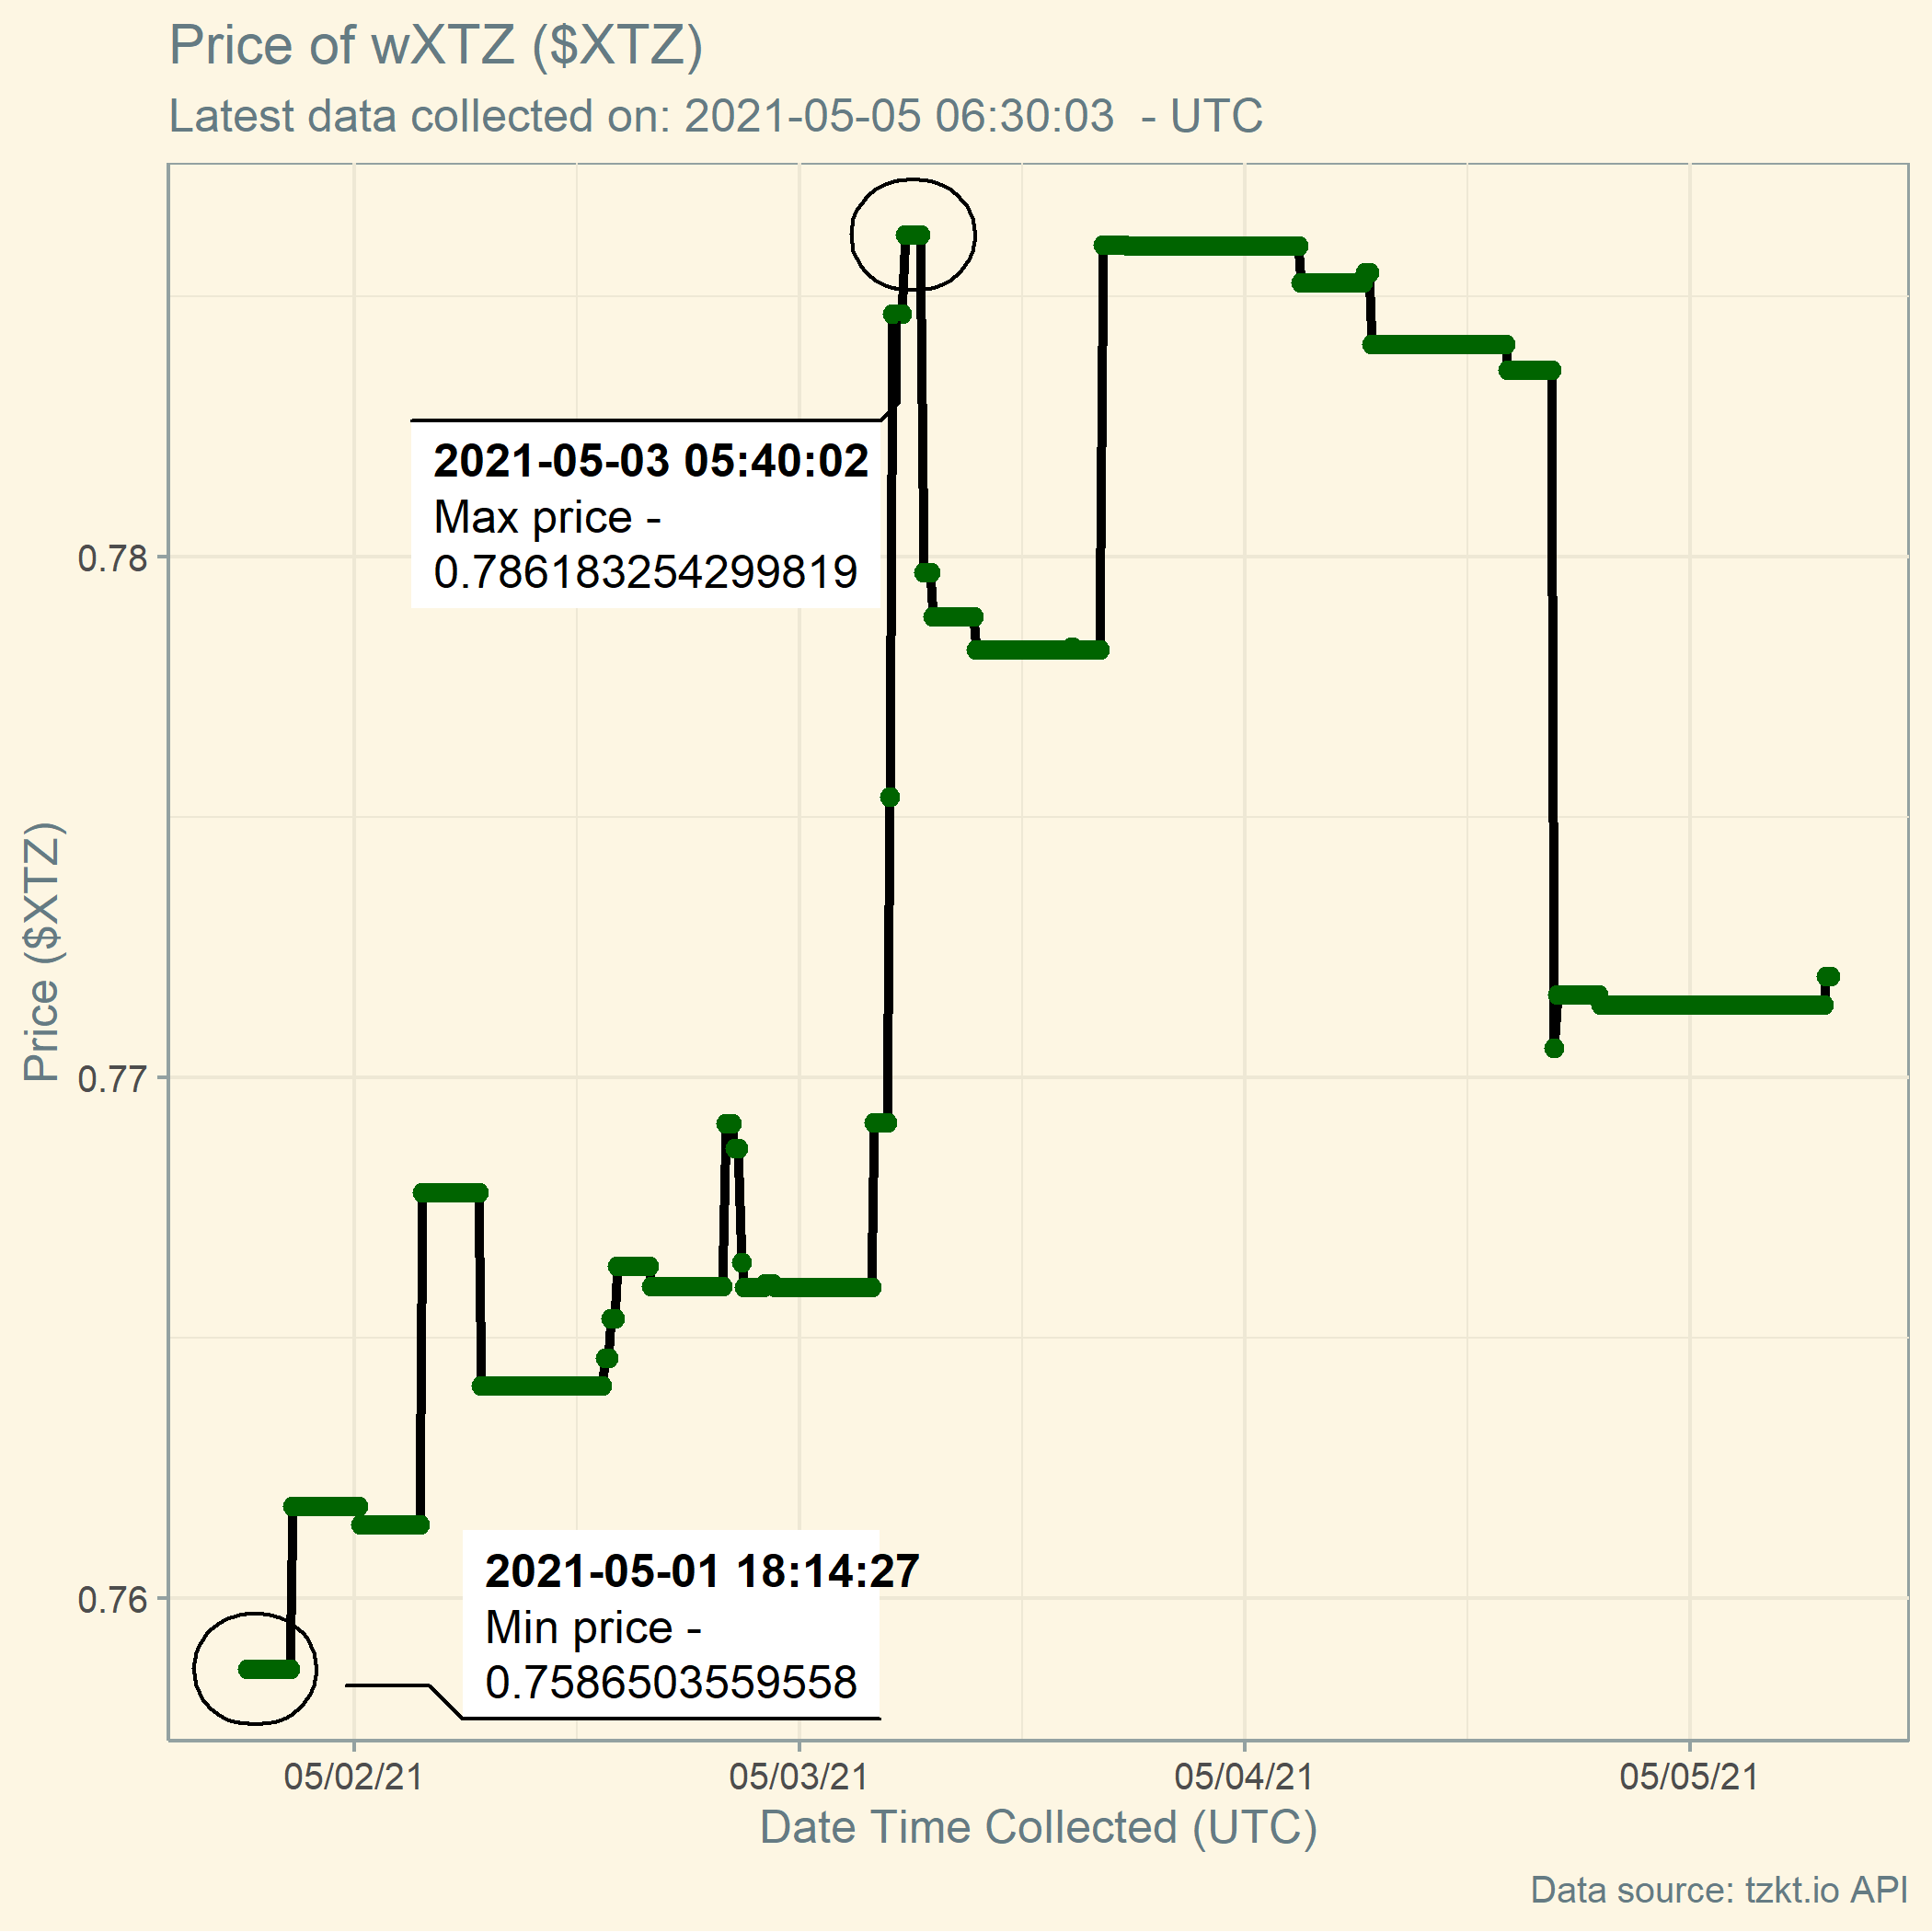 Price of wXTZ ($XTZ)
Latest data collected on: 2021-05-05 06:30:03  - UTC
2021-05-03 05:40:02
Max price -
0.786183254299819
0.78
Price ($XTZ)
0.77
0.76
2021-05-01 18:14:27
Min price -
0.7586503559558
05/02/21
05/03/21
05/04/21
05/05/21
Date Time Collected (UTC)
Data source: tzkt.io API